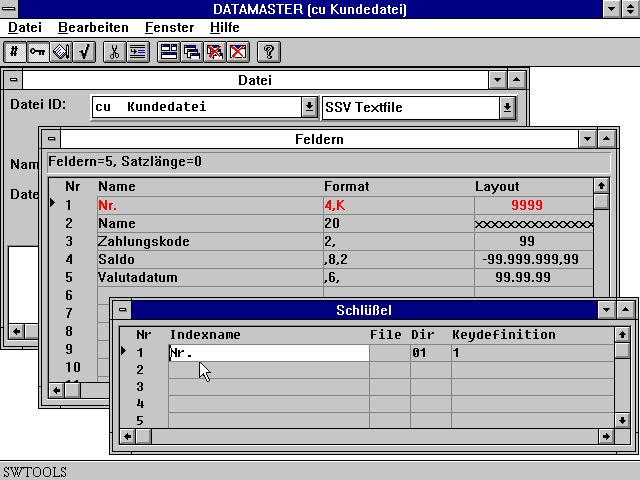 DATAMASTER (cu Kundedatei)
Datei Bearbeiten Fenster Hilfe
# √ ?
Datei
Datei ID: cu Kundedatei SSV Textfile
Nam
Date
Feldern
Feldern=5, Satzlänge=0
Nr Name Format Layout
1 Nr. 4,K 9999
2 Name 20 xxxxxxxxxxxxxxx
3 Zahlungskode 2, 99
4 Saldo ,8,2 -99.999.999,99
5 Valutadatum ,6, 99.99.99
6
7
8
9
10
Schlüßel
Nr Indexname File Dir Keydefinition
1 Nr. 01 1
2
3
4
5
SWTOOLS